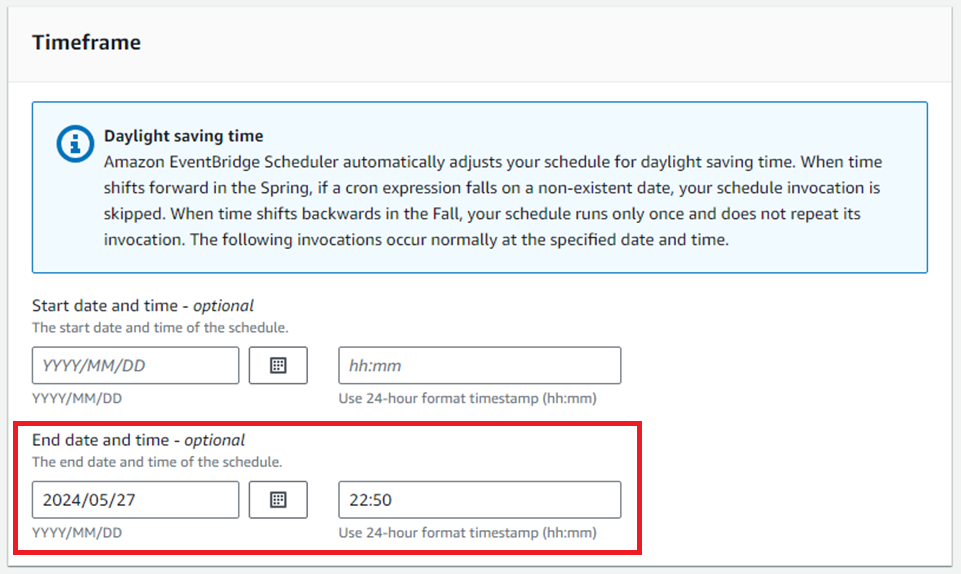 Timeframe
Daylight saving time
Amazon EventBridge Scheduler automatically adjusts your schedule for daylight saving time. When time
shifts forward in the Spring, if a cron expression falls on a non-existent date, your schedule invocation is
skipped. When time shifts backwards in the Fall, your schedule runs only once and does not repeat its
invocation. The following invocations occur normally at the specified date and time.
Start date and time - optional
The start date and time of the schedule.
YYYY/MM/DD hh:mm
YYYY/MM/DD Use 24-hour format timestamp (hh:mm)
End date and time - optional
The end date and time of the schedule.
2024/05/27 22:50
YYYY/MM/DD Use 24-hour format timestamp (hh:mm)